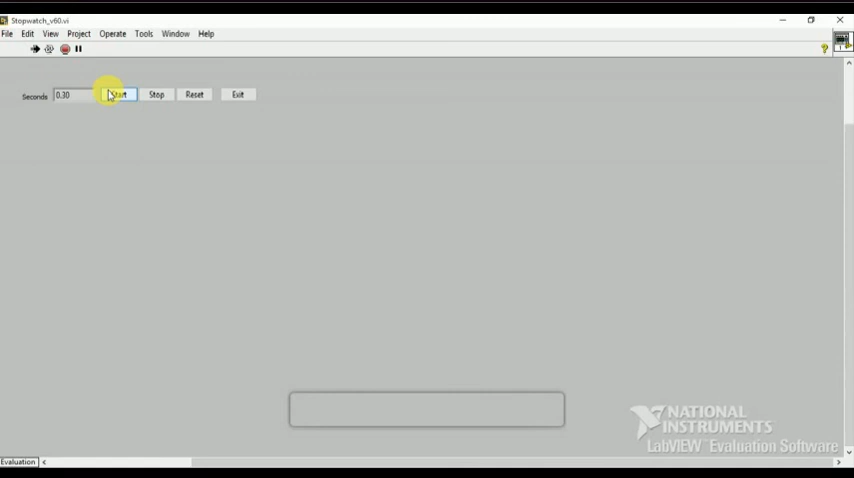 Stopwatch_v60.vi
File Edit View Project Operate Tools Window Help
?
Seconds 0.30 Start Stop Reset Exit
NATIONAL
INSTRUMENTS
LabVIEW™ Evaluation Software
Evaluation